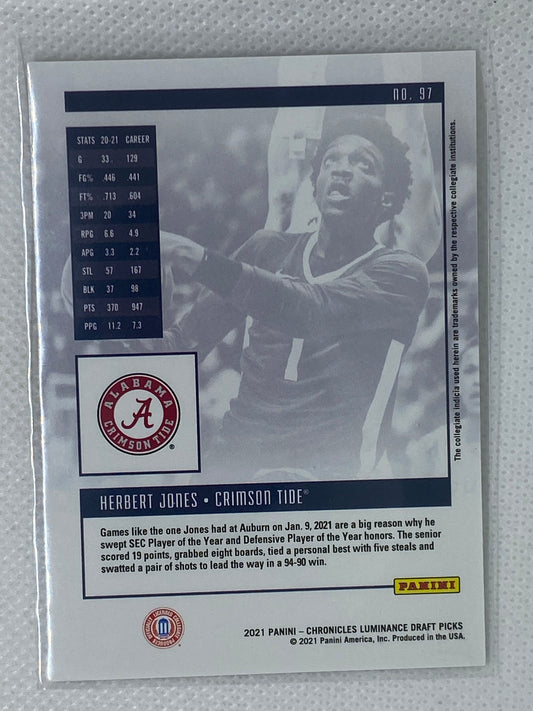 NO. 97
STATS 20-21 CAREER
G 33 129
FG% .446 .441
FT% .713 .604
3PM 20 34
RPG 6.6 4.9
APG 3.3 2.2
STL 57 167
BLK 37 98
PTS 370 947
PPG 11.2 7.3
The collegiate indicia used herein are trademarks owned by the respective collegiate institutions.
1
ALABAMA
A
CRIMSON TIDE
®
HERBERT JONES • CRIMSON TIDE®
Games like the one Jones had at Auburn on Jan. 9, 2021 are a big reason why he
swept SEC Player of the Year and Defensive Player of the Year honors. The senior
scored 19 points, grabbed eight boards, tied a personal best with five steals and
swatted a pair of shots to lead the way in a 94-90 win.
PANINI
OFFICIALLY LICENSED COLLEGIATE PRODUCTS
2021 PANINI – CHRONICLES LUMINANCE DRAFT PICKS
© 2021 Panini America, Inc. Produced in the USA.